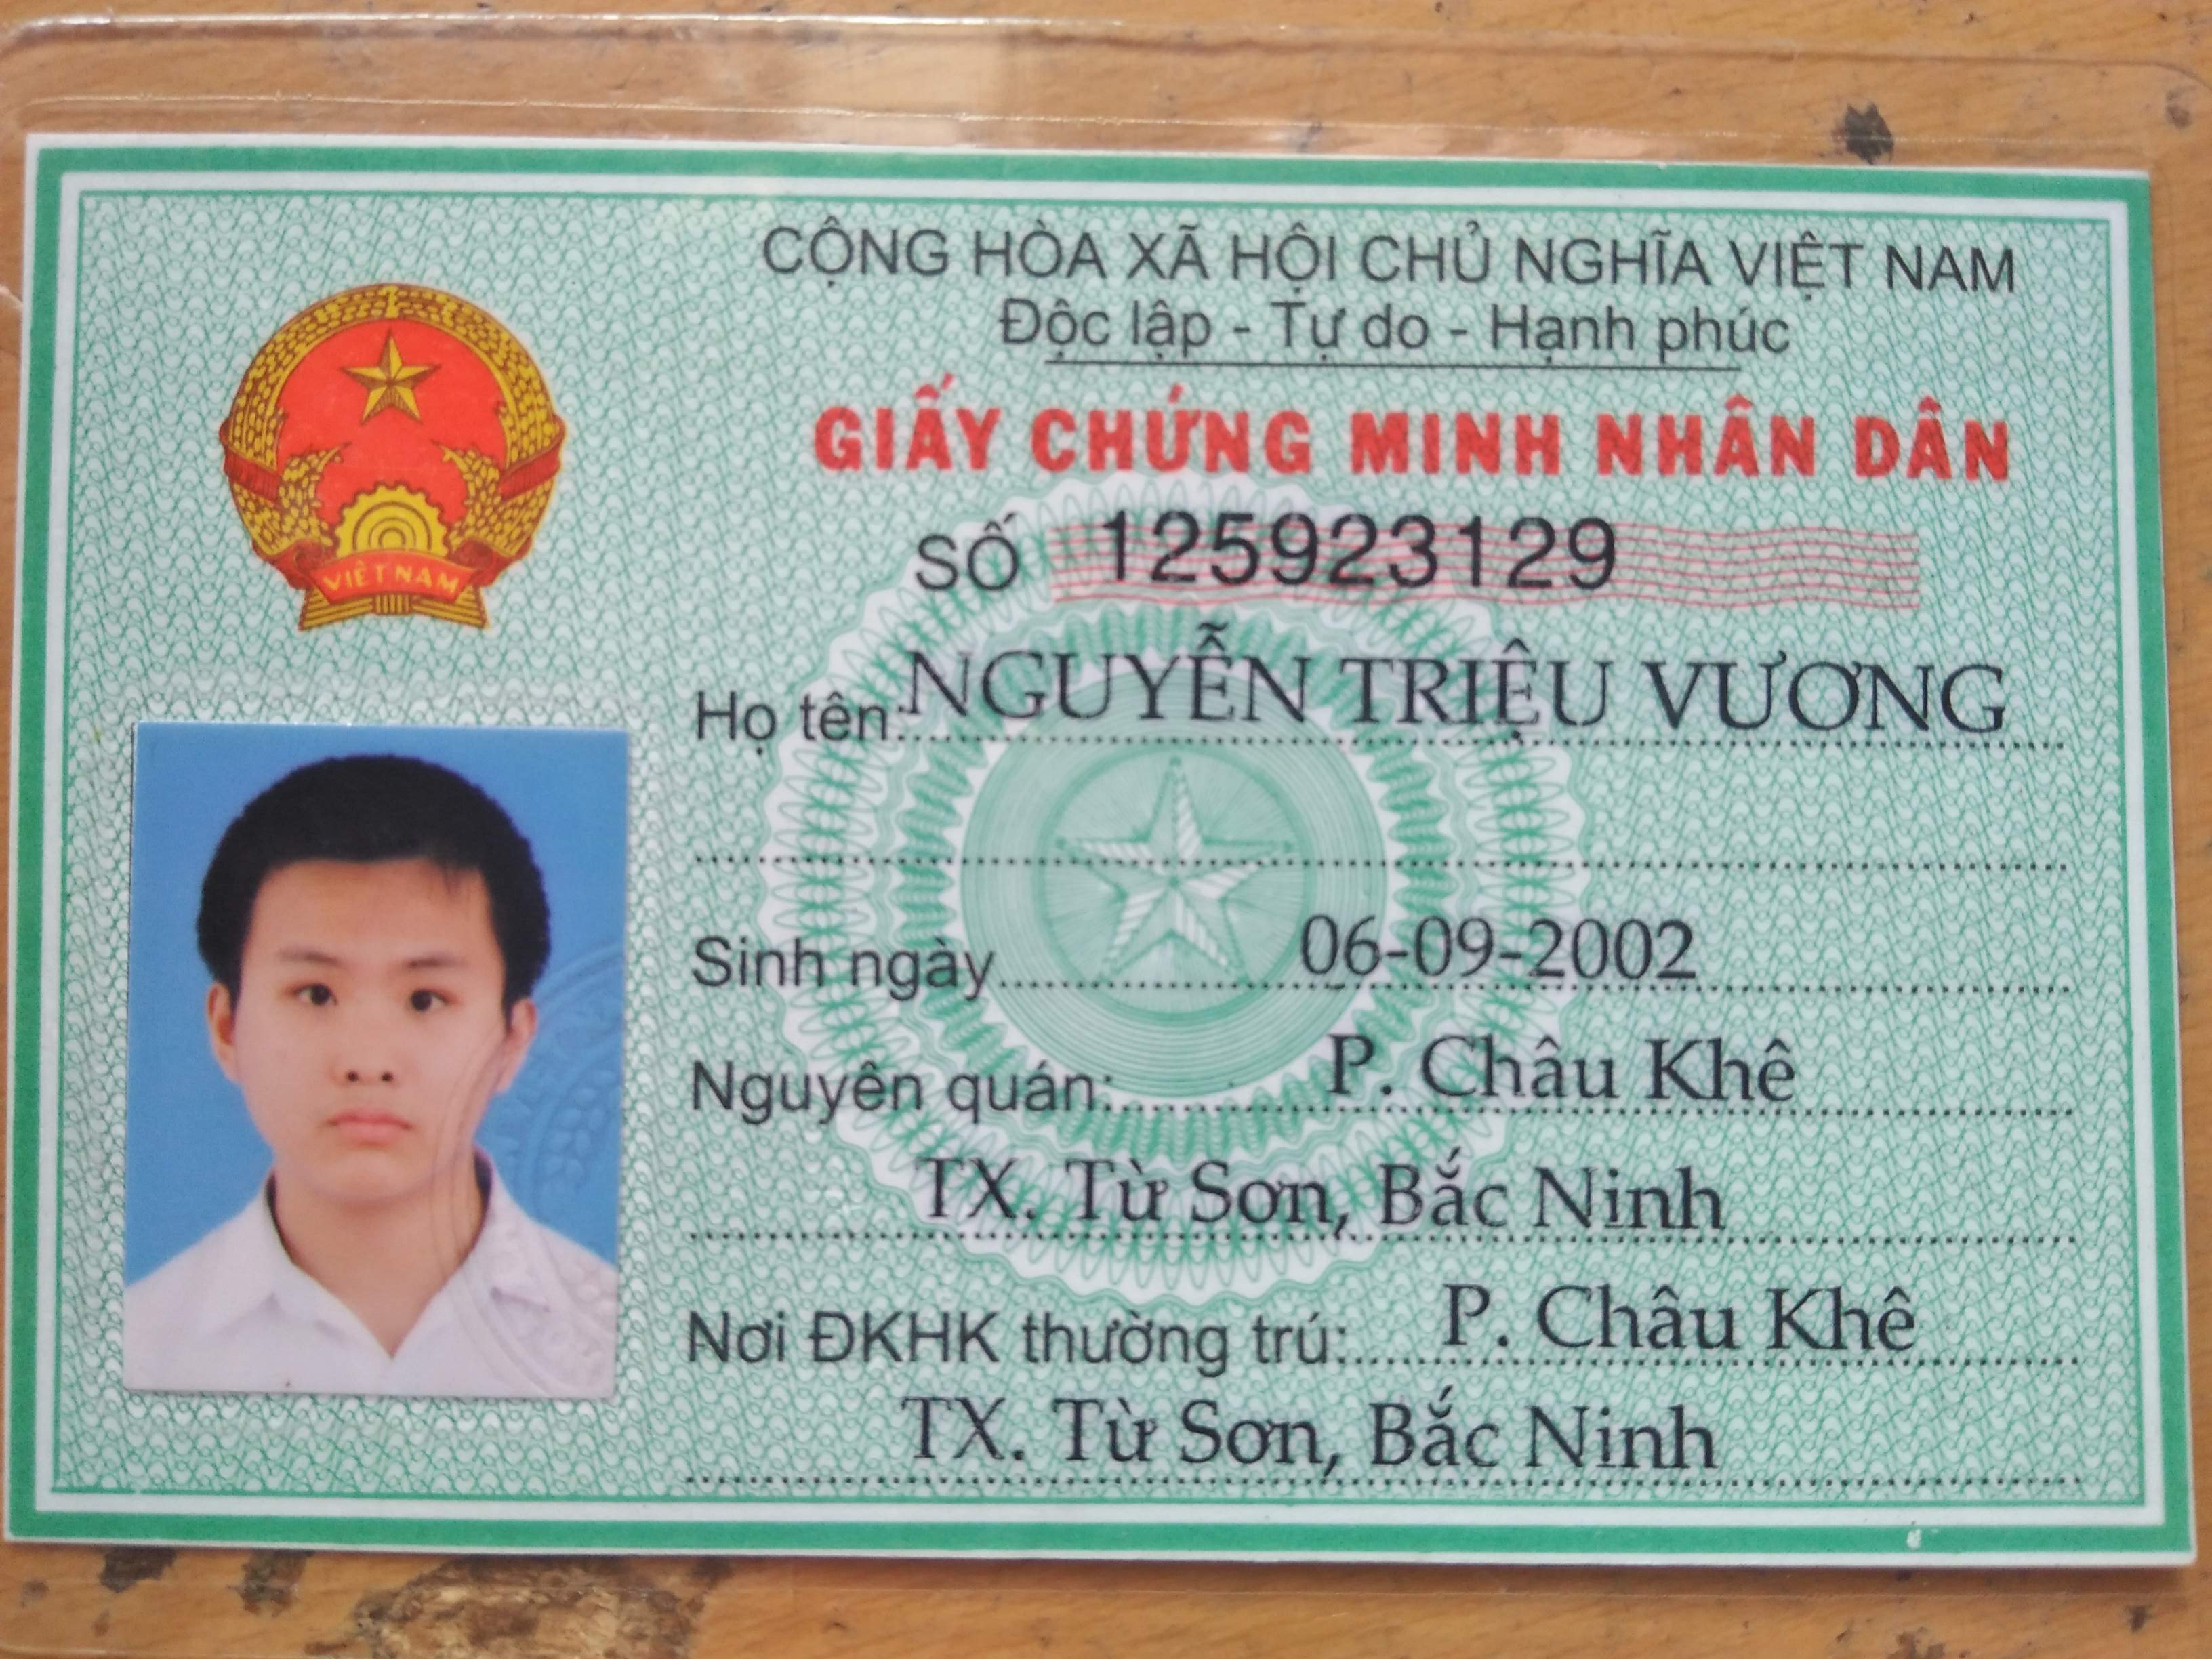 CỘNG HÒA XÃ HỘI CHỦ NGHĨA VIỆT NAM
Độc lập - Tự do - Hạnh phúc
GIẤY CHỨNG MINH NHÂN DÂN
SỐ 125923129
VIỆT NAM
Họ tên: NGUYỄN TRIỆU VƯƠNG
Sinh ngày 06-09-2002
Nguyên quán: P. Châu Khê
TX. Từ Sơn, Bắc Ninh
Nơi ĐKHK thường trú: P. Châu Khê
TX. Từ Sơn, Bắc Ninh